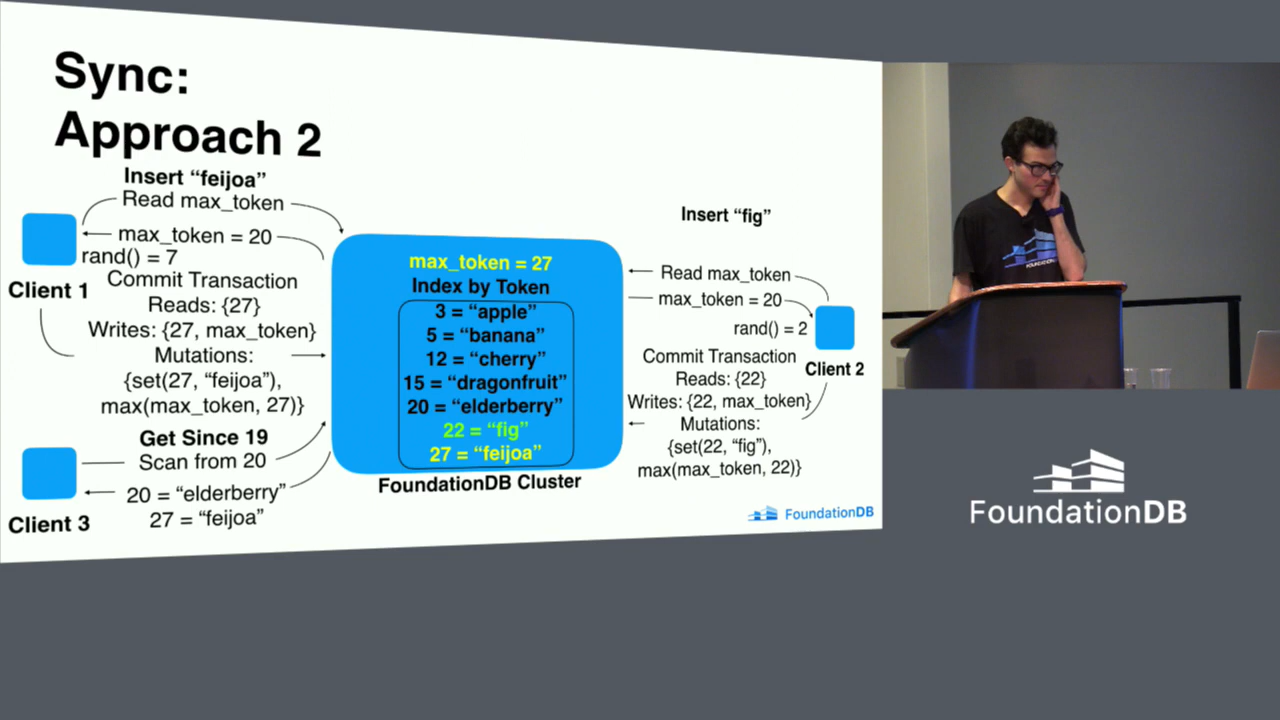 Sync:
Approach 2
Insert “feijoa”
Read max_token
max_token = 20
rand() = 7
Client 1
Commit Transaction
Reads: {27}
Writes: {27, max_token}
Mutations:
{set(27, “feijoa”),
max(max_token, 27)}
Get Since 19
Scan from 20
20 = “elderberry”
27 = “feijoa”
Client 3
max_token = 27
Index by Token
3 = “apple”
5 = “banana”
12 = “cherry”
15 = “dragonfruit”
20 = “elderberry”
22 = “fig”
27 = “feijoa”
FoundationDB Cluster
Insert “fig”
Read max_token
max_token = 20
rand() = 2
Client 2
Commit Transaction
Reads: {22}
Writes: {22, max_token}
Mutations:
{set(22, “fig”),
max(max_token, 22)}
FoundationDB
FoundationDB